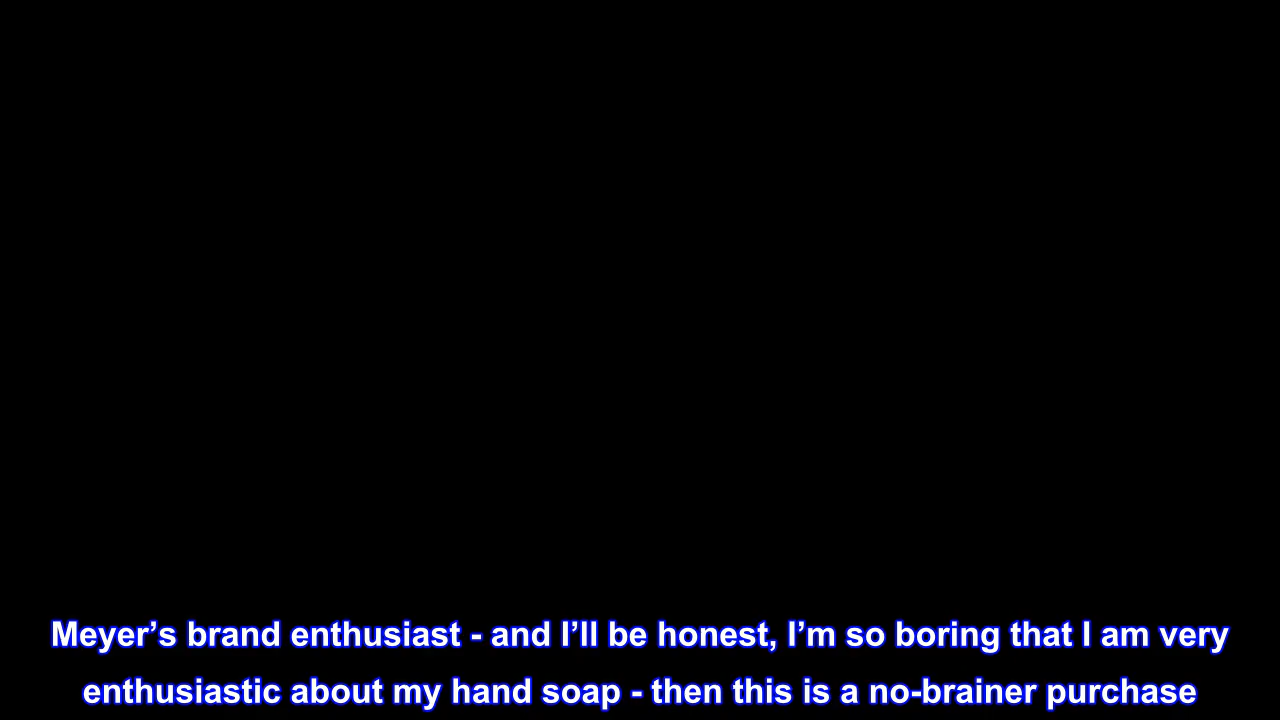 Meyer’s brand enthusiast - and I’ll be honest, I’m so boring that I am very
enthusiastic about my hand soap - then this is a no-brainer purchase